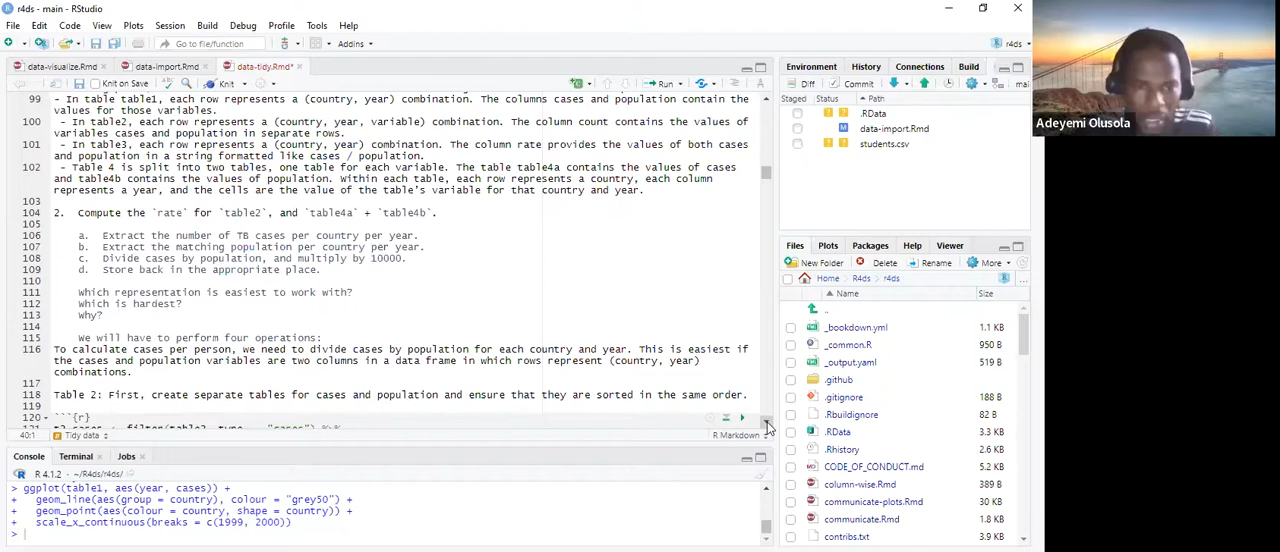 r4ds - main - RStudio
File Edit Code View Plots Session Build Debug Profile Tools Help
Go to file/function Addins r4ds
data-visualize.Rmd data-import.Rmd data-tidy.Rmd*
Knit on Save Knit Run
99 - In table table1, each row represents a (country, year) combination. The columns cases and population contain the
values for those variables.
100 - In table2, each row represents a (country, year, variable) combination. The column count contains the values of
variables cases and population in separate rows.
101 - In table3, each row represents a (country, year) combination. The column rate provides the values of both cases
and population in a string formatted like cases / population.
102 - Table 4 is split into two tables, one table for each variable. The table table4a contains the values of cases
and table4b contains the values of population. Within each table, each row represents a country, each column
represents a year, and the cells are the value of the table's variable for that country and year.
103
104 2. Compute the `rate` for `table2`, and `table4a` + `table4b`.
105
106 a. Extract the number of TB cases per country per year.
107 b. Extract the matching population per country per year.
108 c. Divide cases by population, and multiply by 10000.
109 d. Store back in the appropriate place.
110
111 Which representation is easiest to work with?
112 Which is hardest?
113 Why?
114
115 We will have to perform four operations:
116 To calculate cases per person, we need to divide cases by population for each country and year. This is easiest if
the cases and population variables are two columns in a data frame in which rows represent (country, year)
combinations.
117
118 Table 2: First, create separate tables for cases and population and ensure that they are sorted in the same order.
119
120 ```{r}
40:1 Tidy data R Markdown
Console Terminal Jobs
R 4.1.2 · ~/R4ds/r4ds/
> ggplot(table1, aes(year, cases)) +
+ geom_line(aes(group = country), colour = "grey50") +
+ geom_point(aes(colour = country, shape = country)) +
+ scale_x_continuous(breaks = c(1999, 2000))
>
Environment History Connections Build
Diff Commit mai
Staged Status Path
? ? .RData
M data-import.Rmd
? ? students.csv
Files Plots Packages Help Viewer
New Folder Delete Rename More
Home R4ds r4ds ...
Name Size
..
_bookdown.yml 1.1 KB
_common.R 950 B
_output.yaml 519 B
.github
.gitignore 188 B
.Rbuildignore 82 B
.RData 3.3 KB
.Rhistory 2.6 KB
CODE_OF_CONDUCT.md 5.2 KB
column-wise.Rmd 389 B
communicate-plots.Rmd 30 KB
communicate.Rmd 1.8 KB
contribs.txt 3.9 KB
Adeyemi Olusola